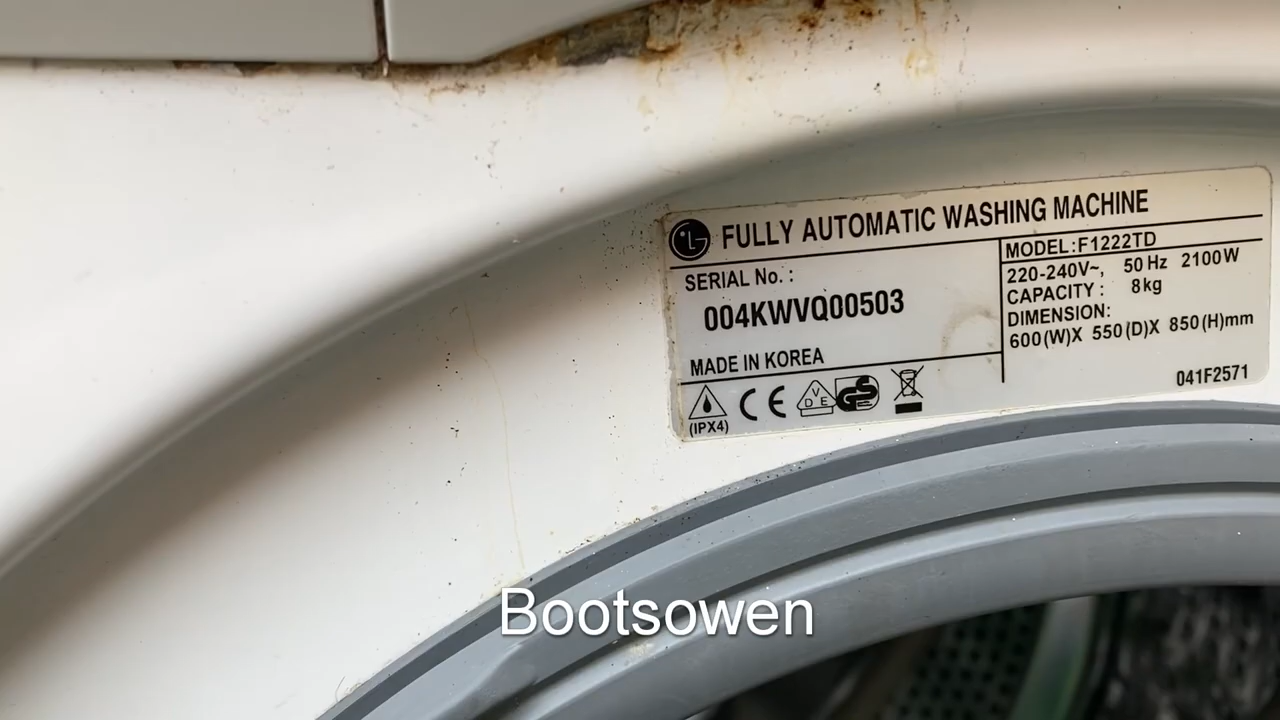 FULLY AUTOMATIC WASHING MACHINE
SERIAL No. :
004KWVQ00503
MADE IN KOREA
(IPX4)
CE
VDE
GS
MODEL:F1222TD
220-240V~, 50 Hz 2100W
CAPACITY : 8kg
DIMENSION:
600(W)X 550(D)X 850(H)mm
041F2571
Bootsowen